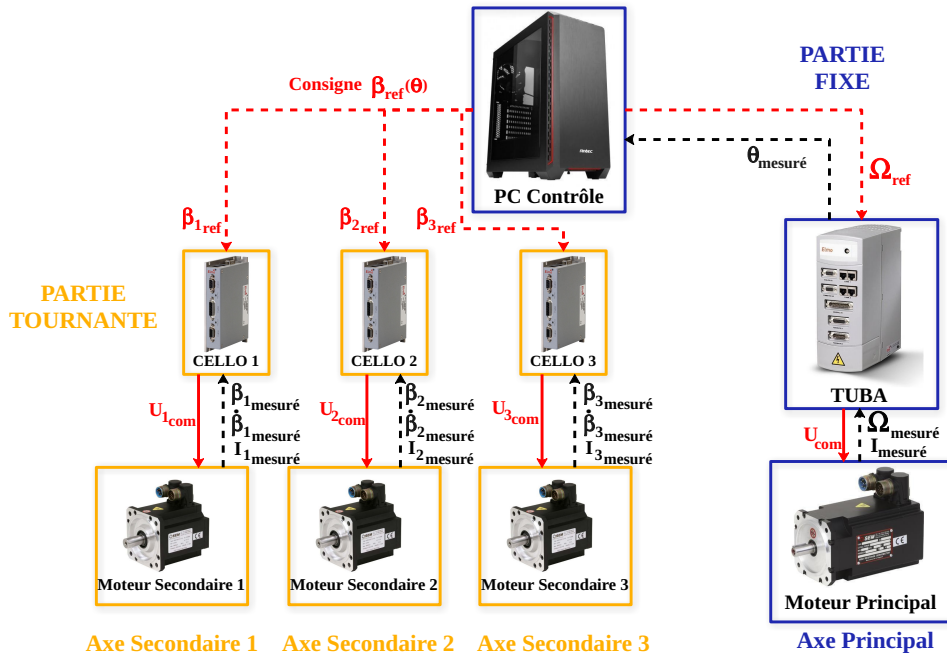 PARTIE
FIXE
Consigne βref(θ)
Antec
PC Contrôle
θmesuré
Ωref
β1ref
β2ref
β3ref
PARTIE
TOURNANTE
CELLO 1
CELLO 2
CELLO 3
Elmo
TUBA
U1com
β1mesuré
β̇1mesuré
I1mesuré
U2com
β2mesuré
β̇2mesuré
I2mesuré
U3com
β3mesuré
β̇3mesuré
I3mesuré
Ucom
Ωmesuré
Imesuré
Moteur Secondaire 1
Moteur Secondaire 2
Moteur Secondaire 3
Moteur Principal
Axe Secondaire 1
Axe Secondaire 2
Axe Secondaire 3
Axe Principal